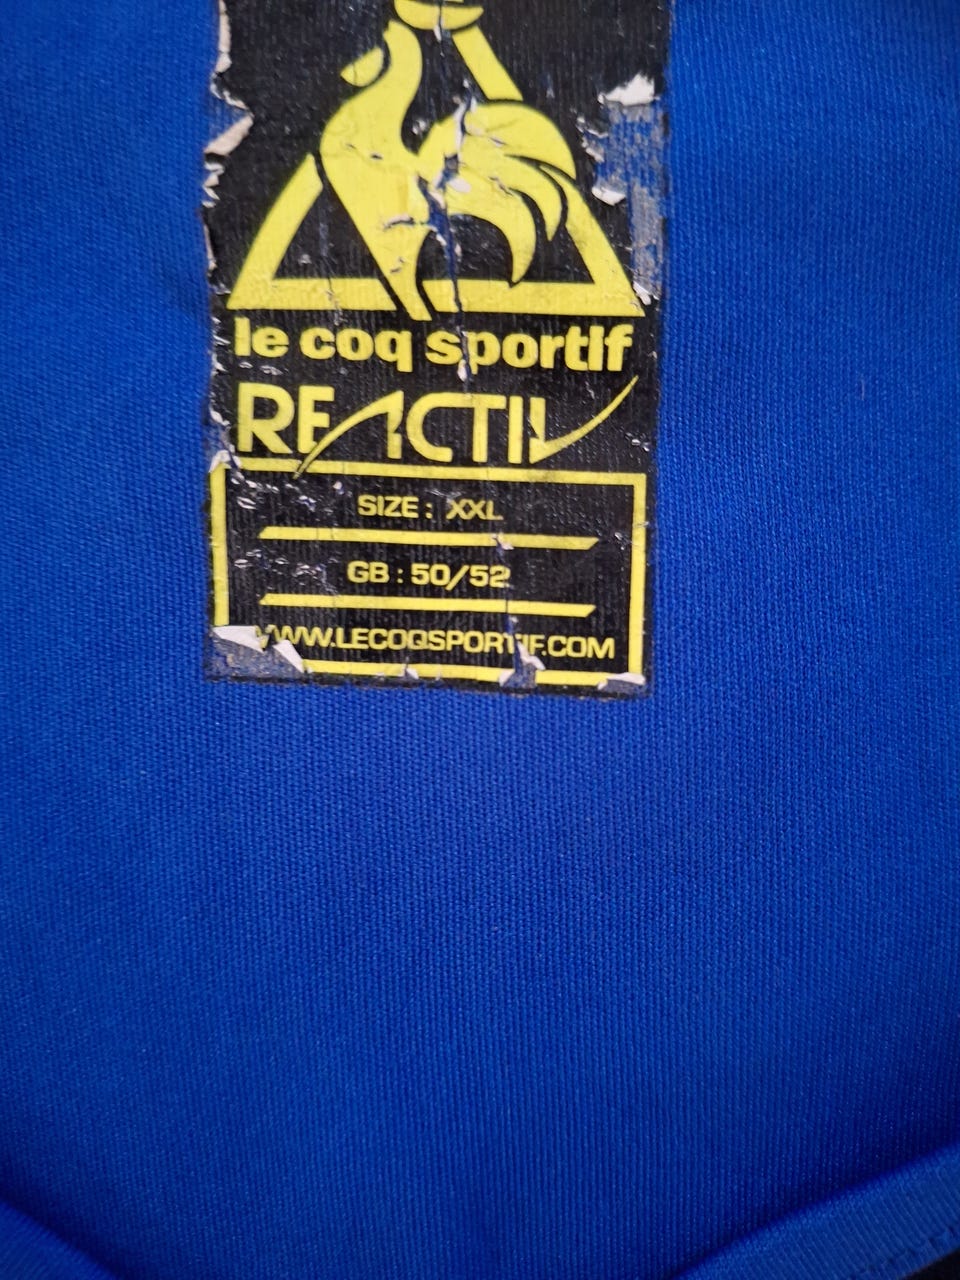 le coq sportif
REACTIV
SIZE : XXL
GB : 50/52
WWW.LECOQSPORTIF.COM